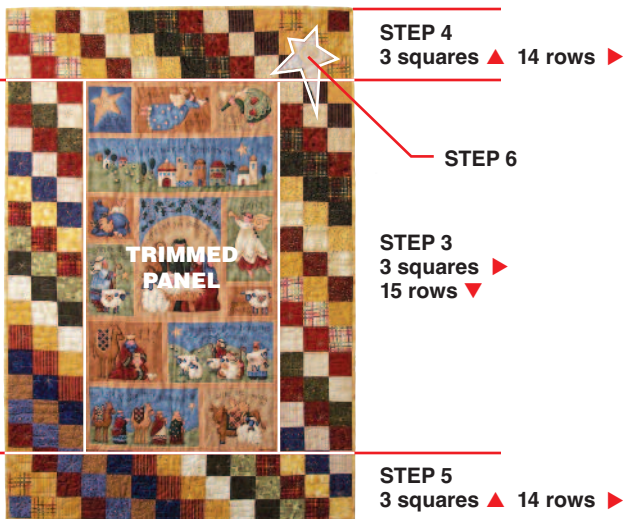 STEP 4
3 squares ▲ 14 rows ▶
STEP 6
STEP 3
3 squares ▶
15 rows ▼
TRIMMED
PANEL
STEP 5
3 squares ▲ 14 rows ▶